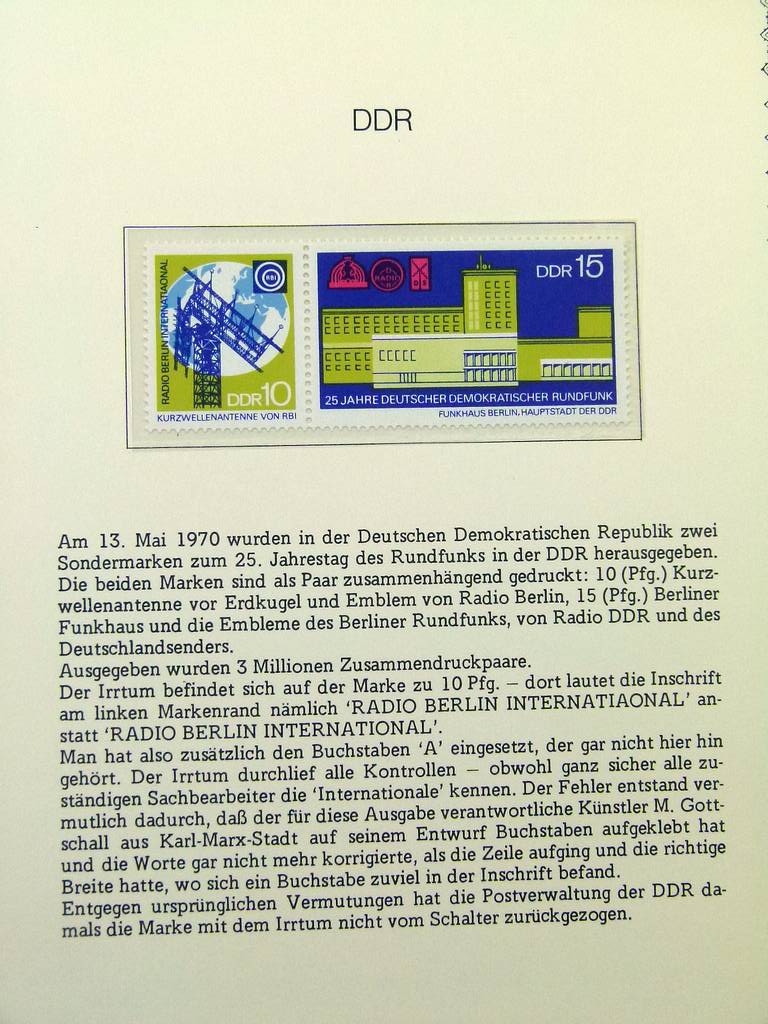 DDR
RADIO BERLIN INTERNATIAONAL
RBI
DDR 10
KURZWELLENANTENNE VON RBI
RADIO
DDR 15
25 JAHRE DEUTSCHER DEMOKRATISCHER RUNDFUNK
FUNKHAUS BERLIN, HAUPTSTADT DER DDR
Am 13. Mai 1970 wurden in der Deutschen Demokratischen Republik zwei
Sondermarken zum 25. Jahrestag des Rundfunks in der DDR herausgegeben.
Die beiden Marken sind als Paar zusammenhängend gedruckt: 10 (Pfg.) Kurz-
wellenantenne vor Erdkugel und Emblem von Radio Berlin, 15 (Pfg.) Berliner
Funkhaus und die Embleme des Berliner Rundfunks, von Radio DDR und des
Deutschlandsenders.
Ausgegeben wurden 3 Millionen Zusammendruckpaare.
Der Irrtum befindet sich auf der Marke zu 10 Pfg. – dort lautet die Inschrift
am linken Markenrand nämlich 'RADIO BERLIN INTERNATIAONAL' an-
statt 'RADIO BERLIN INTERNATIONAL'.
Man hat also zusätzlich den Buchstaben 'A' eingesetzt, der gar nicht hier hin
gehört. Der Irrtum durchlief alle Kontrollen – obwohl ganz sicher alle zu-
ständigen Sachbearbeiter die 'Internationale' kennen. Der Fehler entstand ver-
mutlich dadurch, daß der für diese Ausgabe verantwortliche Künstler M. Gott-
schall aus Karl-Marx-Stadt auf seinem Entwurf Buchstaben aufgeklebt hat
und die Worte gar nicht mehr korrigierte, als die Zeile aufging und die richtige
Breite hatte, wo sich ein Buchstabe zuviel in der Inschrift befand.
Entgegen ursprünglichen Vermutungen hat die Postverwaltung der DDR da-
mals die Marke mit dem Irrtum nicht vom Schalter zurückgezogen.